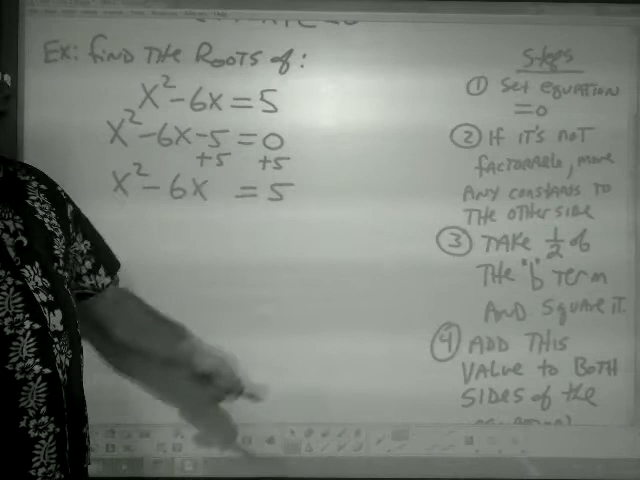 Ex: find THE ROOTS of:
x² - 6x = 5
x² - 6x - 5 = 0
+5 +5
x² - 6x = 5
Steps
① Set equation
= 0
② If it's not
factorable, move
any constants to
the other side
③ Take ½ of
the "b" term
and square it.
④ Add this
value to both
sides of the